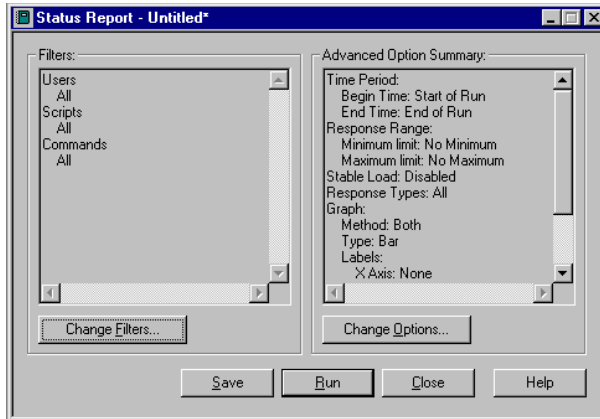 Status Report - Untitled*
Filters:
Users
All
Scripts
All
Commands
All
Change Filters...
Advanced Option Summary:
Time Period:
Begin Time: Start of Run
End Time: End of Run
Response Range:
Minimum limit: No Minimum
Maximum limit: No Maximum
Stable Load: Disabled
Response Types: All
Graph:
Method: Both
Type: Bar
Labels:
X Axis: None
Change Options...
Save
Run
Close
Help